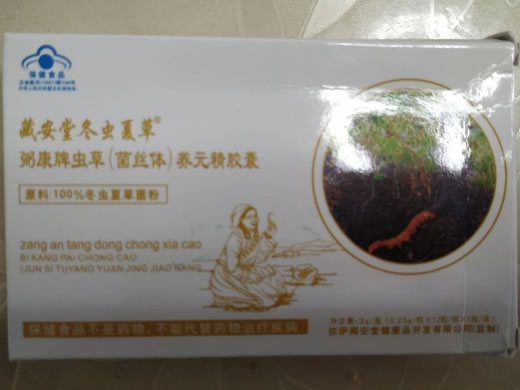 保健食品
藏安堂冬虫夏草®
粥康牌虫草(菌丝体)养元精胶囊
原料:100%冬虫夏草菌粉
zang an tang dong chong xia cao
BI KANG PAI CHONG CAO
(JUN SI TI)YANG YUAN JING JIAO NANG
保健食品不是药物,不能代替药物治疗疾病
拉萨藏安堂健康品开发有限公司(监制)